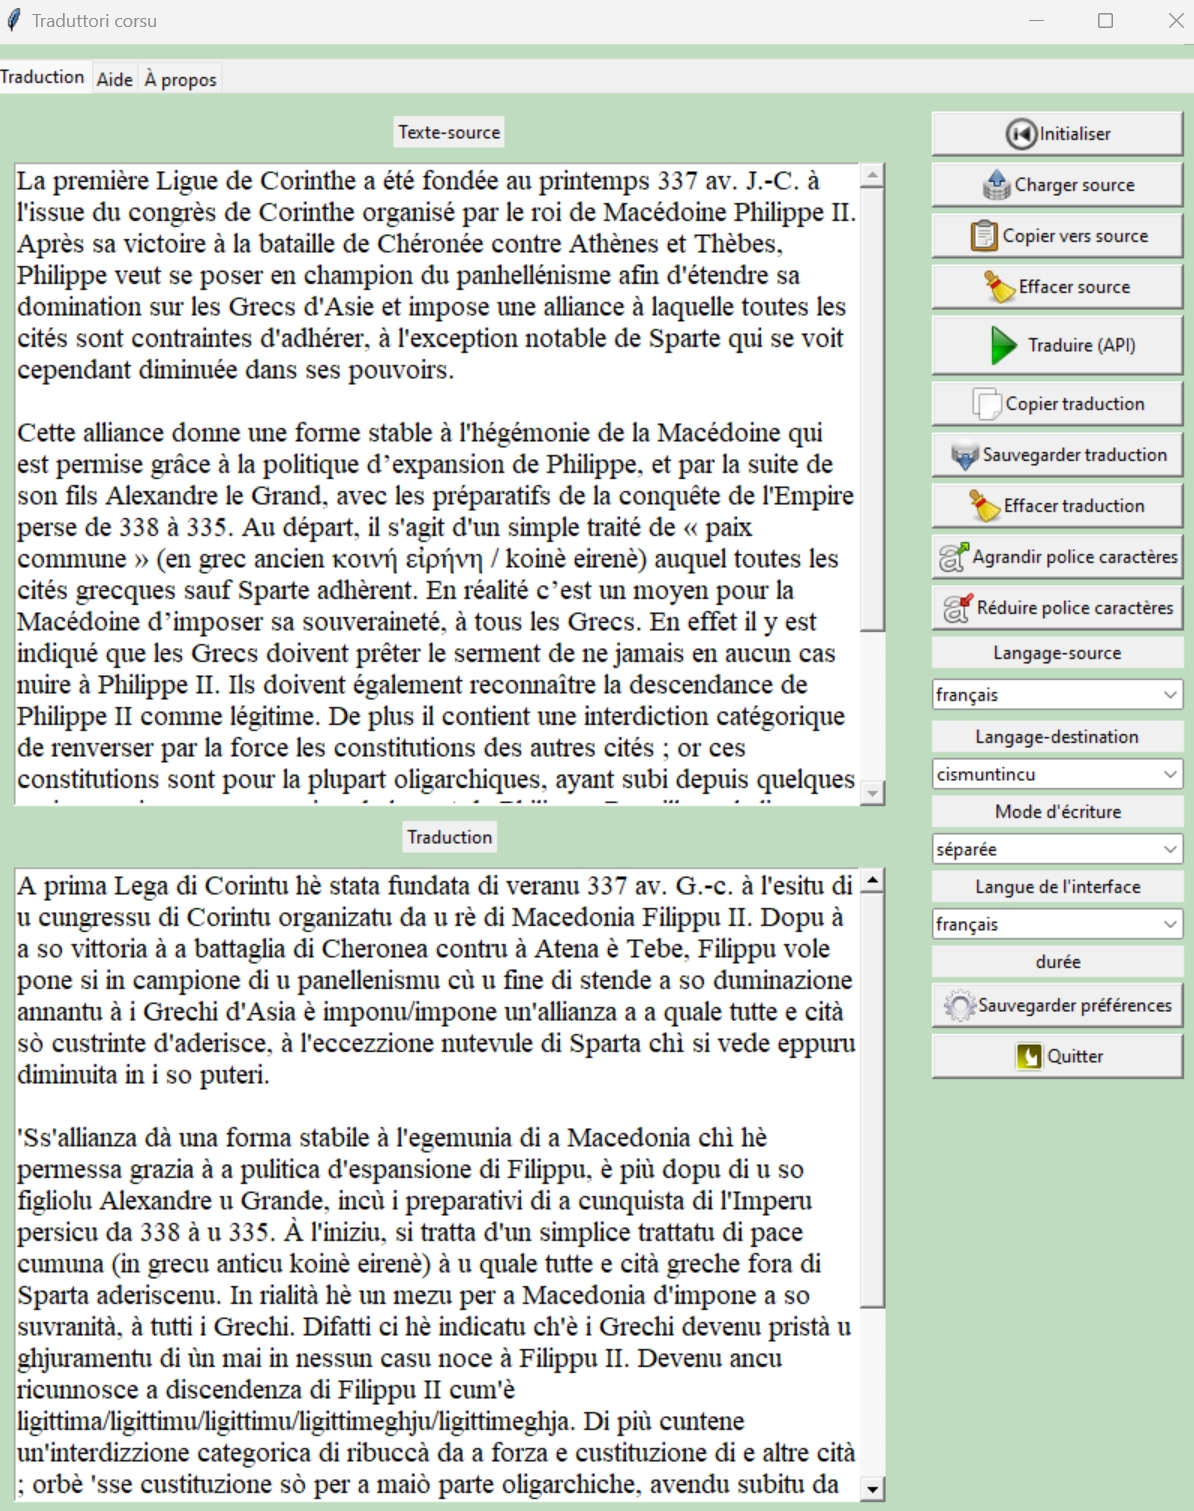 Traduttori corsu
Traduction Aide À propos
Texte-source
La première Ligue de Corinthe a été fondée au printemps 337 av. J.-C. à
l'issue du congrès de Corinthe organisé par le roi de Macédoine Philippe II.
Après sa victoire à la bataille de Chéronée contre Athènes et Thèbes,
Philippe veut se poser en champion du panhellénisme afin d'étendre sa
domination sur les Grecs d'Asie et impose une alliance à laquelle toutes les
cités sont contraintes d'adhérer, à l'exception notable de Sparte qui se voit
cependant diminuée dans ses pouvoirs.
Cette alliance donne une forme stable à l'hégémonie de la Macédoine qui
est permise grâce à la politique d’expansion de Philippe, et par la suite de
son fils Alexandre le Grand, avec les préparatifs de la conquête de l'Empire
perse de 338 à 335. Au départ, il s'agit d'un simple traité de « paix
commune » (en grec ancien κοινή εἰρήνη / koinè eirenè) auquel toutes les
cités grecques sauf Sparte adhèrent. En réalité c’est un moyen pour la
Macédoine d’imposer sa souveraineté, à tous les Grecs. En effet il y est
indiqué que les Grecs doivent prêter le serment de ne jamais en aucun cas
nuire à Philippe II. Ils doivent également reconnaître la descendance de
Philippe II comme légitime. De plus il contient une interdiction catégorique
de renverser par la force les constitutions des autres cités ; or ces
constitutions sont pour la plupart oligarchiques, ayant subi depuis quelques
Traduction
A prima Lega di Corintu hè stata fundata di veranu 337 av. G.-c. à l'esitu di
u cungressu di Corintu organizatu da u rè di Macedonia Filippu II. Dopu à
a so vittoria à a battaglia di Cheronea contru à Atena è Tebe, Filippu vole
pone si in campione di u panellenismu cù u fine di stende a so duminazione
annantu à i Grechi d'Asia è imponu/impone un'allianza a a quale tutte e cità
sò custrinte d'aderisce, à l'eccezzione nutevule di Sparta chì si vede eppuru
diminuita in i so puteri.
'Ss'allianza dà una forma stabile à l'egemunia di a Macedonia chì hè
permessa grazia à a pulitica d'espansione di Filippu, è più dopu di u so
figliolu Alexandre u Grande, incù i preparativi di a cunquista di l'Imperu
persicu da 338 à u 335. À l'iniziu, si tratta d'un simplice trattatu di pace
cumuna (in grecu anticu koinè eirenè) à u quale tutte e cità greche fora di
Sparta aderiscenu. In rialità hè un mezu per a Macedonia d'impone a so
suvranità, à tutti i Grechi. Difatti ci hè indicatu ch'è i Grechi devenu pristà u
ghjuramentu di ùn mai in nessun casu noce à Filippu II. Devenu ancu
ricunnosce a discendenza di Filippu II cum'è
ligittima/ligittimu/ligittimu/ligittimeghju/ligittimeghja. Di più cuntene
un'interdizzione categorica di ribuccà da a forza e custituzione di e altre cità
; orbè 'sse custituzione sò per a maiò parte oligarchiche, avendu subitu da
Initialiser
Charger source
Copier vers source
Effacer source
Traduire (API)
Copier traduction
Sauvegarder traduction
Effacer traduction
Agrandir police caractères
Réduire police caractères
Langage-source
français
Langage-destination
cismuntincu
Mode d'écriture
séparée
Langue de l'interface
français
durée
Sauvegarder préférences
Quitter